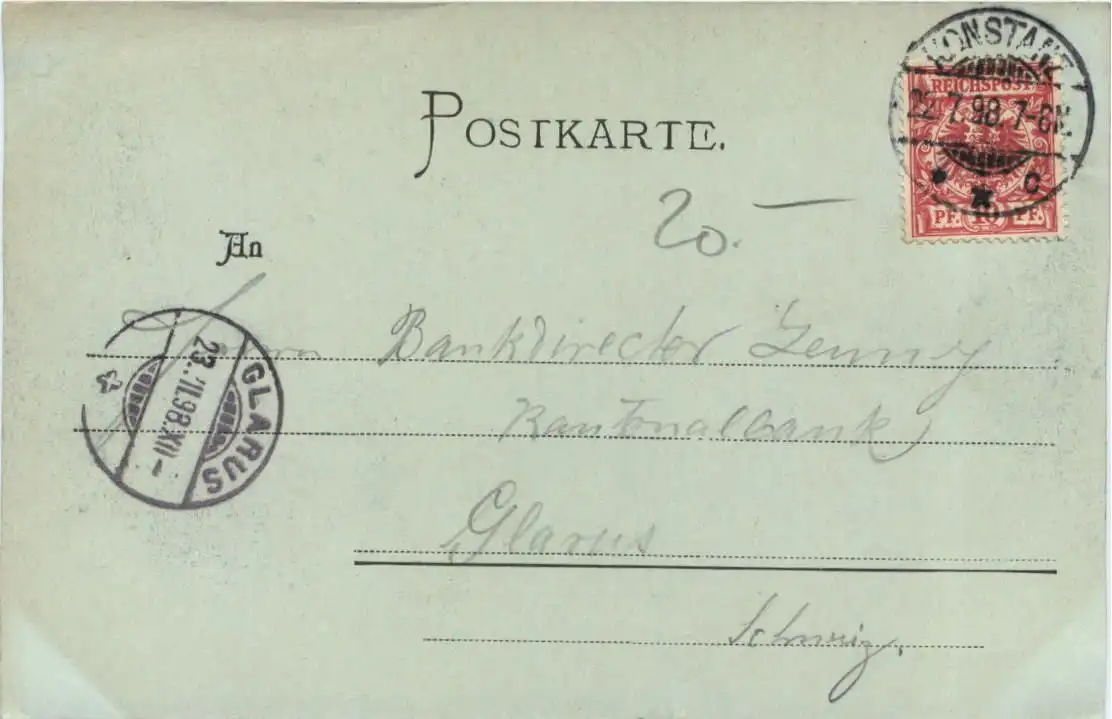 KONSTANZ
REICHSPOST
22.7.98.7-8N.
* C
PF. 10 PF.
POSTKARTE.
20.—
An
Herrn Bankdirector Jenny
Kantonalbank
Glarus
Schweiz.
GLARUS
23.VII.98.XII-